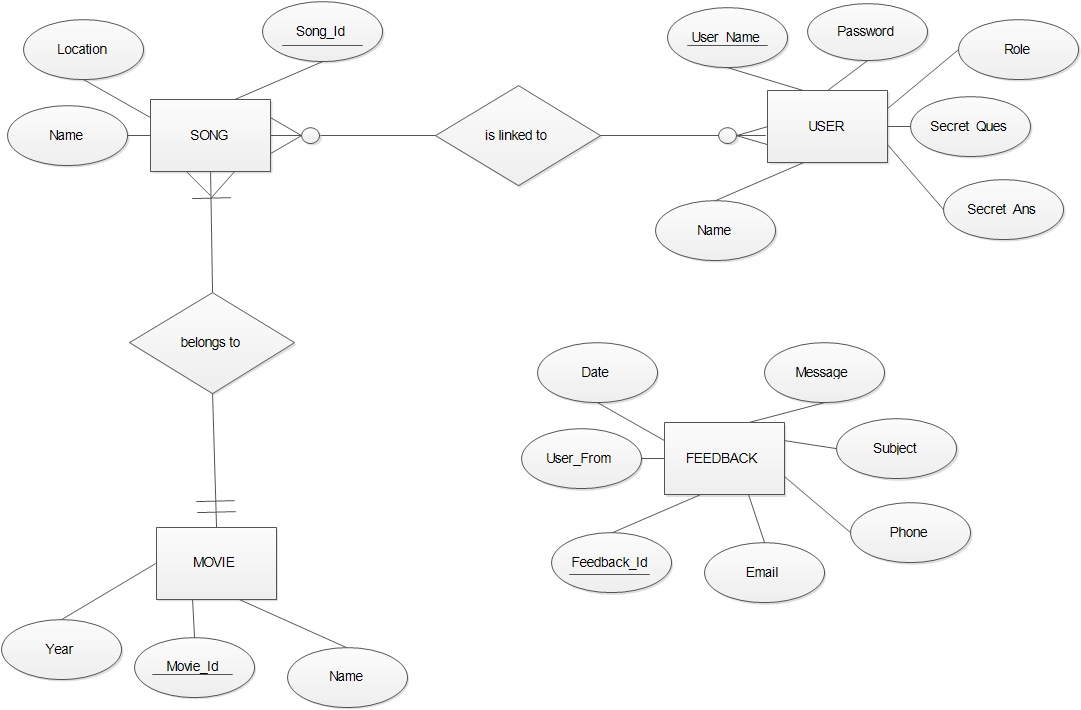 Song_Id
User_Name
Password
Location
Role
Name
SONG
is linked to
USER
Secret Ques
Secret Ans
Name
belongs to
Date
Message
User_From
FEEDBACK
Subject
Phone
MOVIE
Feedback_Id
Email
Year
Movie_Id
Name